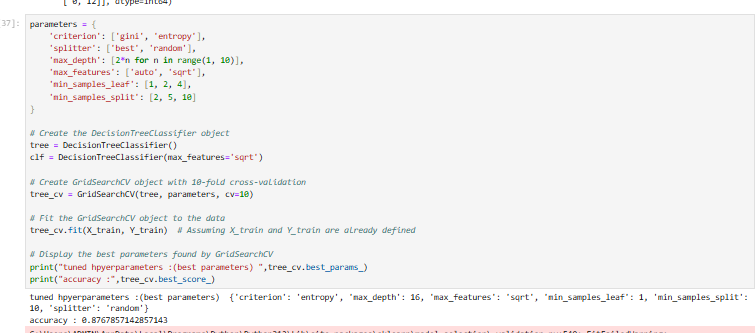 [ 0, 12]], dtype=int64)
37]:
parameters = {
    'criterion': ['gini', 'entropy'],
    'splitter': ['best', 'random'],
    'max_depth': [2*n for n in range(1, 10)],
    'max_features': ['auto', 'sqrt'],
    'min_samples_leaf': [1, 2, 4],
    'min_samples_split': [2, 5, 10]
}
# Create the DecisionTreeClassifier object
tree = DecisionTreeClassifier()
clf = DecisionTreeClassifier(max_features='sqrt')
# Create GridSearchCV object with 10-fold cross-validation
tree_cv = GridSearchCV(tree, parameters, cv=10)
# Fit the GridSearchCV object to the data
tree_cv.fit(X_train, Y_train)  # Assuming X_train and Y_train are already defined
# Display the best parameters found by GridSearchCV
print("tuned hpyerparameters :(best parameters) ",tree_cv.best_params_)
print("accuracy :",tree_cv.best_score_)
tuned hpyerparameters :(best parameters)  {'criterion': 'entropy', 'max_depth': 16, 'max_features': 'sqrt', 'min_samples_leaf': 1, 'min_samples_split':
10, 'splitter': 'random'}
accuracy : 0.8767857142857143